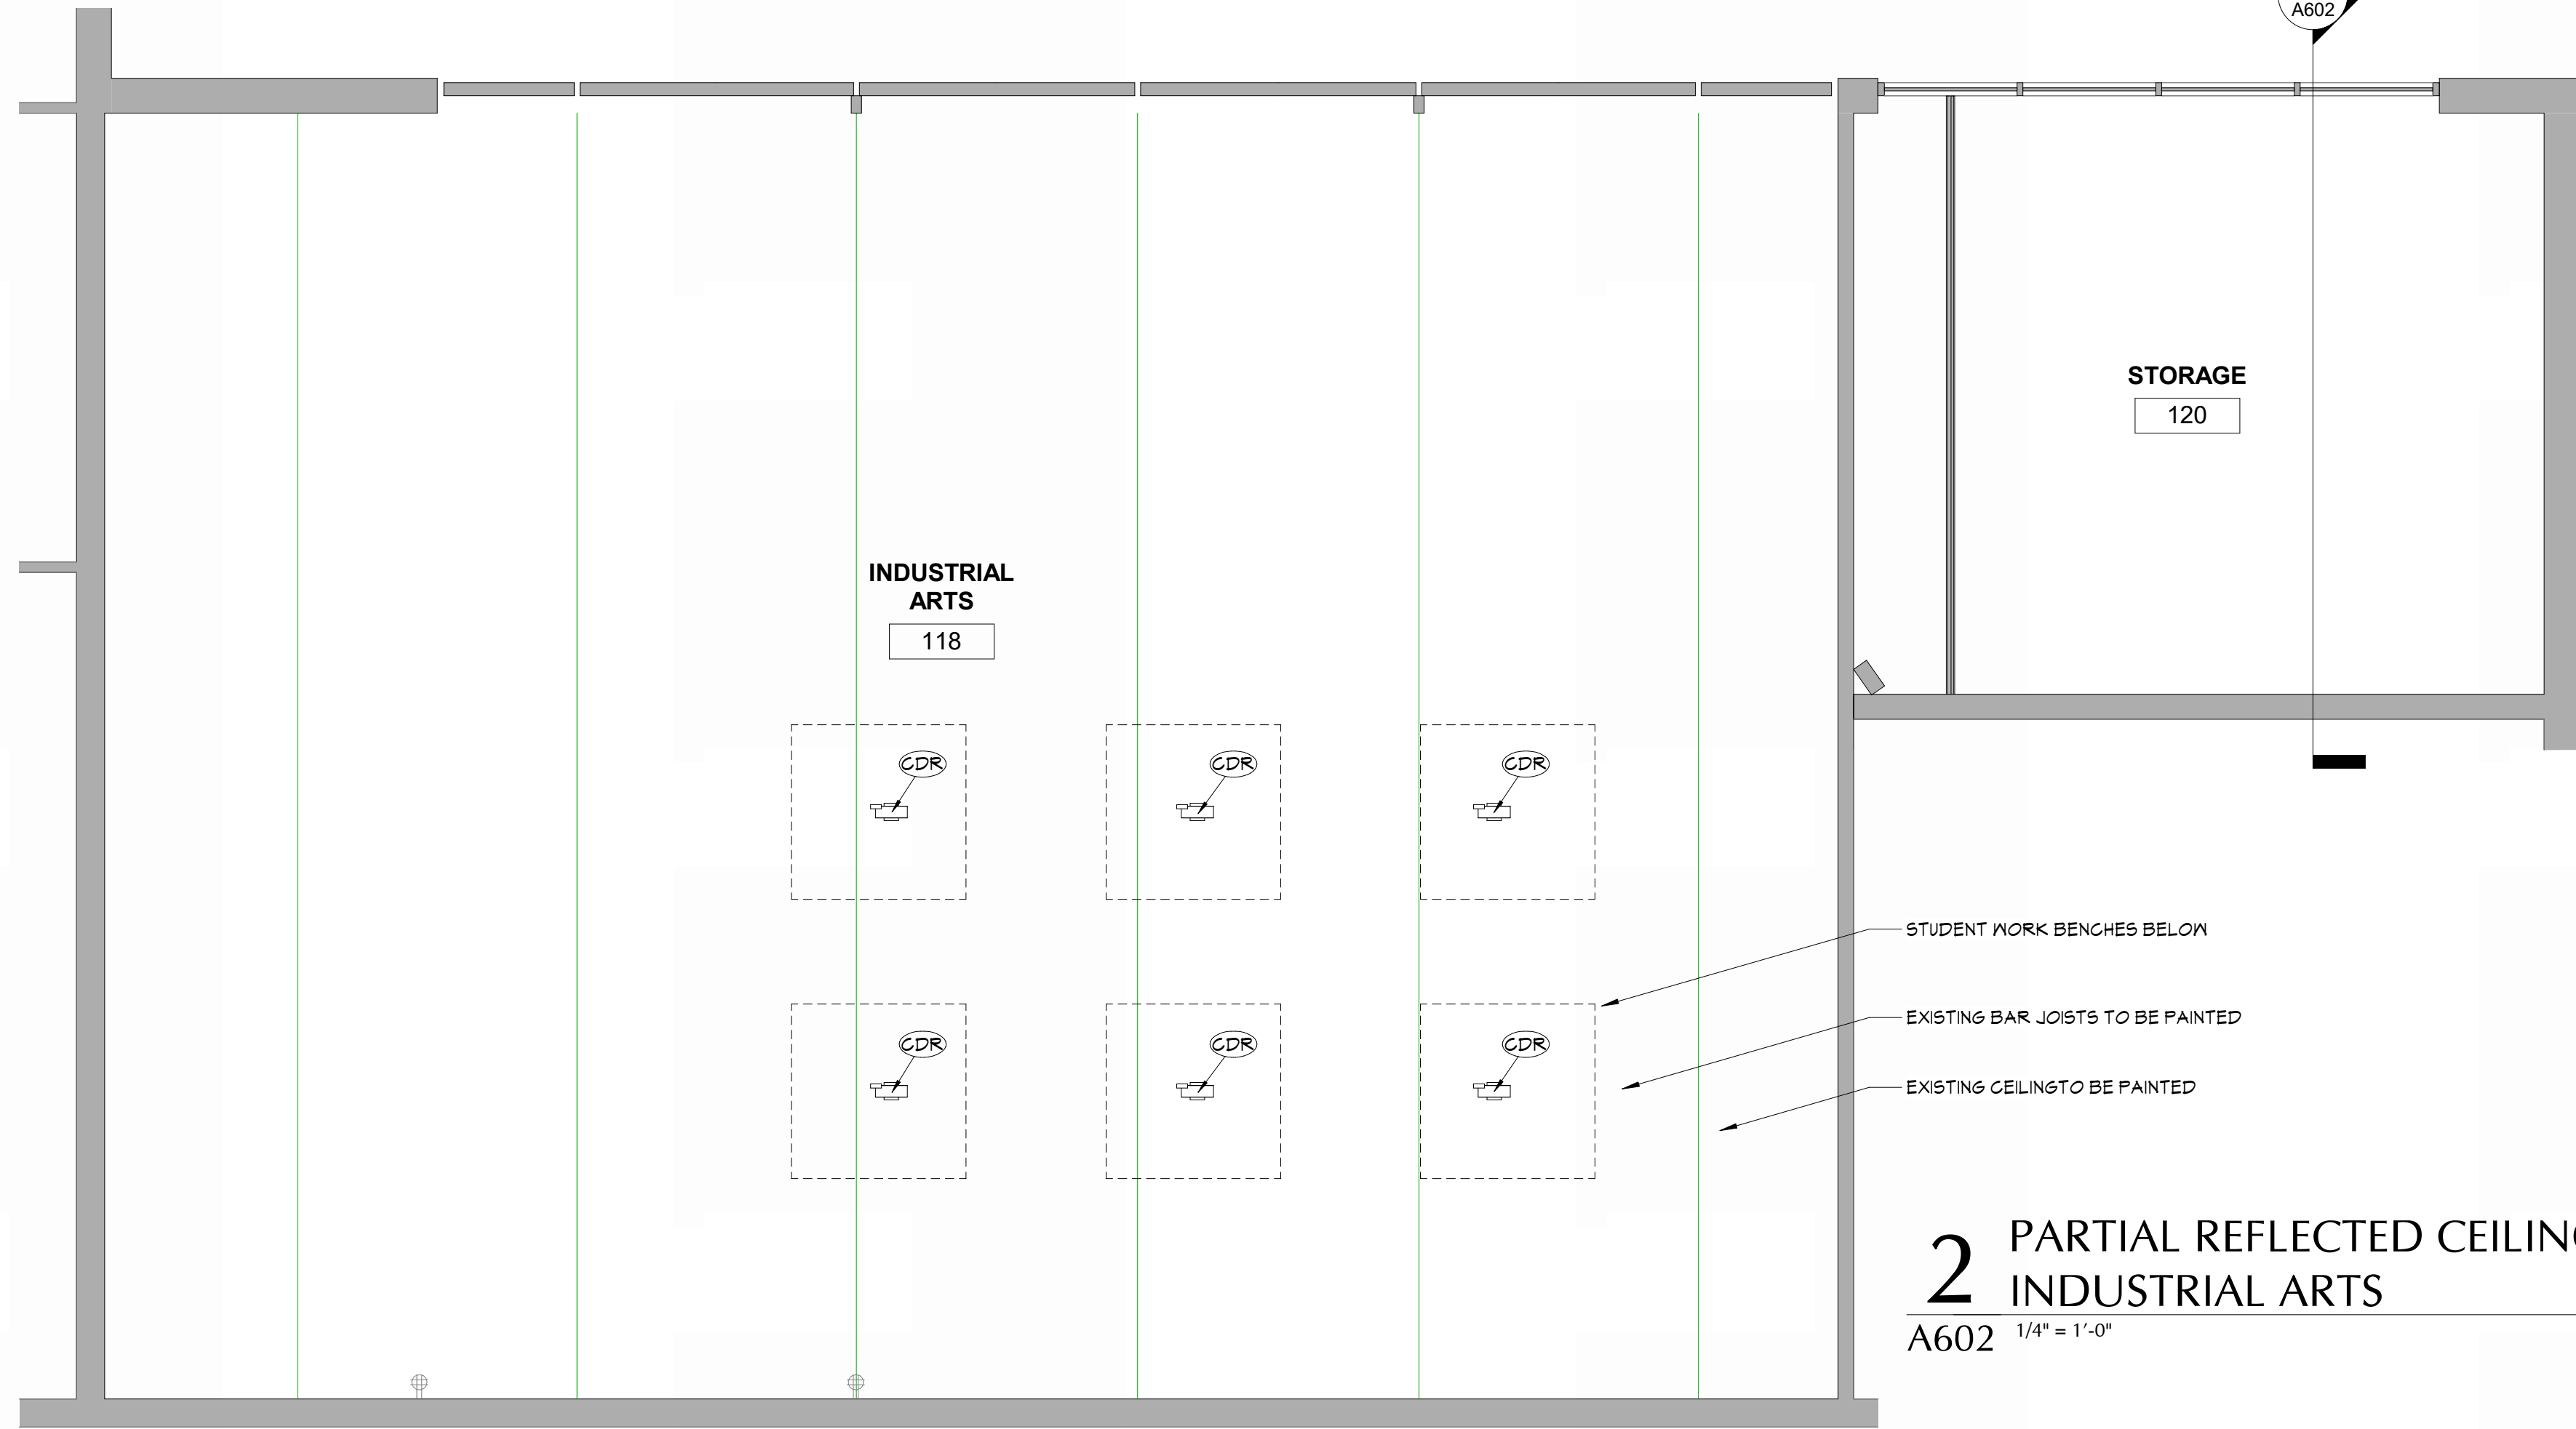 A602
STORAGE
120
INDUSTRIAL
ARTS
118
CDR
CDR
CDR
STUDENT WORK BENCHES BELOW
EXISTING BAR JOISTS TO BE PAINTED
CDR
CDR
CDR
EXISTING CEILINGTO BE PAINTED
2
PARTIAL REFLECTED CEILING
INDUSTRIAL ARTS
A602
1/4" = 1'-0"